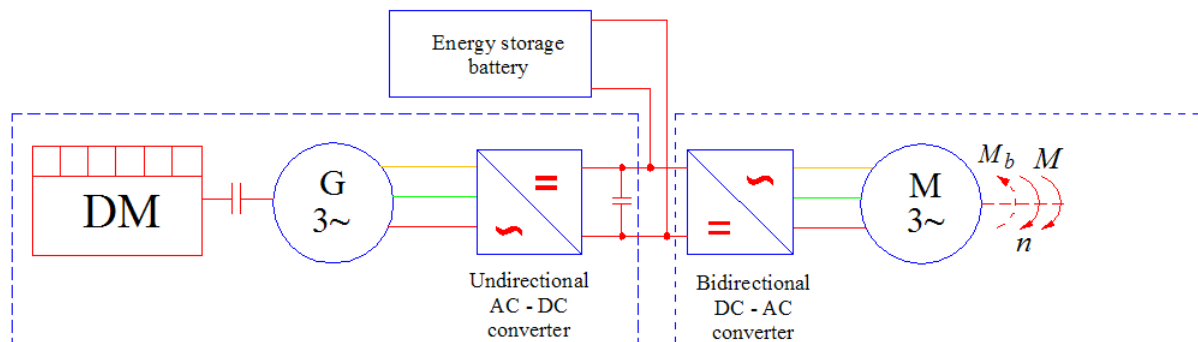 Energy storage
battery
DM
G
3~
=
~
Undirectional
AC - DC
converter
~
=
Bidirectional
DC - AC
converter
M
3~
M_b
M
n